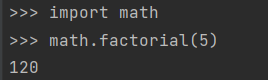 >>> import math
>>> math.factorial(5)
120